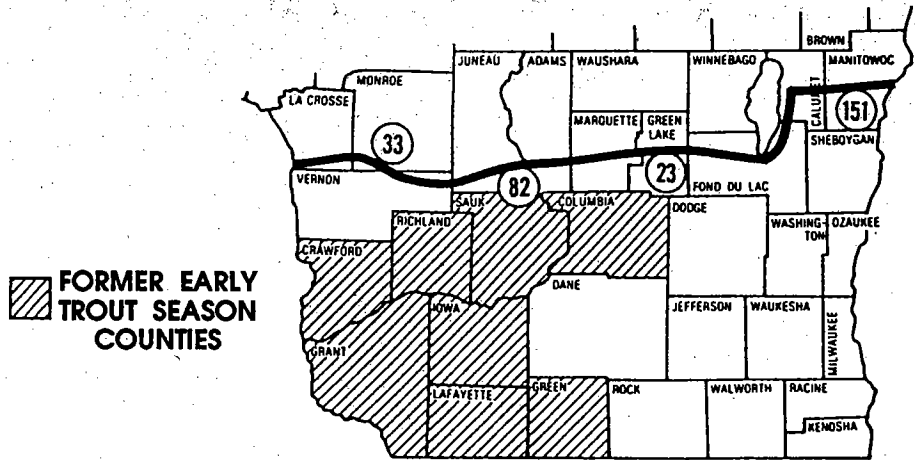 BROWN
JUNEAU
ADAMS
WAUSHARA
WINNEBAGO
MANITOWOC
MONROE
LA CROSSE
CALUMET
151
MARQUETTE
GREEN
LAKE
33
SHEBOYGAN
VERNON
82
23
FOND DU LAC
SAUK
COLUMBIA
DODGE
RICHLAND
WASHING-
TON
OZAUKEE
CRAWFORD
FORMER EARLY
TROUT SEASON
COUNTIES
DANE
IOWA
JEFFERSON
WAUKESHA
MILWAUKEE
GRANT
LAFAYETTE
GREEN
ROCK
WALWORTH
RACINE
KENOSHA